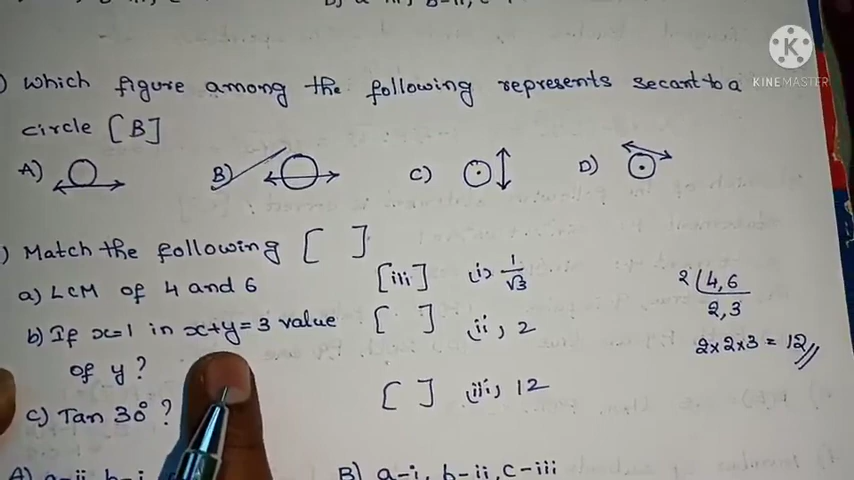 ) Which figure among the following represents secant to a
circle [B]
A) B) C) D)
) Match the following [ ]
a) LCM of 4 and 6 [iii] (i) 1/√3
b) If x=1 in x+y=3 value [ ] (ii) 2
of y?
c) Tan 30° ? [ ] (iii) 12
2 | 4, 6
2, 3
2×2×3 = 12
A) a-ii, b-i, B) a-i, b-ii, c-iii
K
KINEMASTER